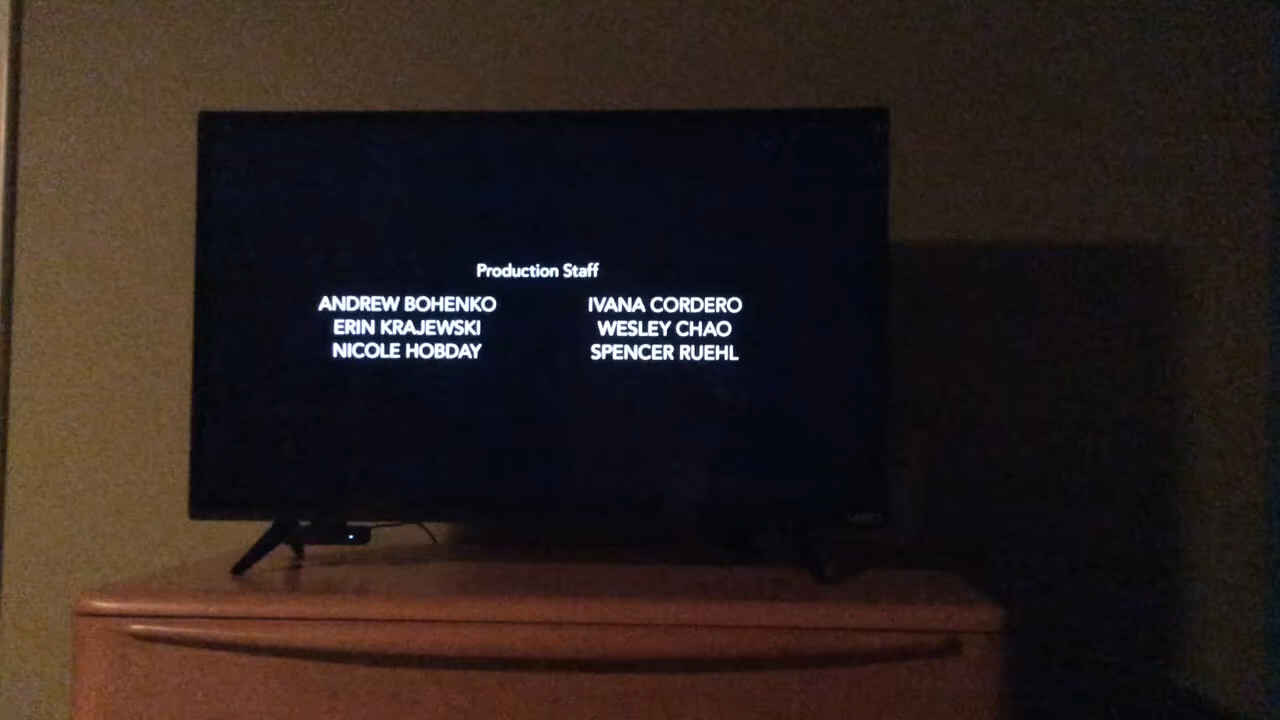 Production Staff
ANDREW BOHENKO
ERIN KRAJEWSKI
NICOLE HOBDAY
IVANA CORDERO
WESLEY CHAO
SPENCER RUEHL